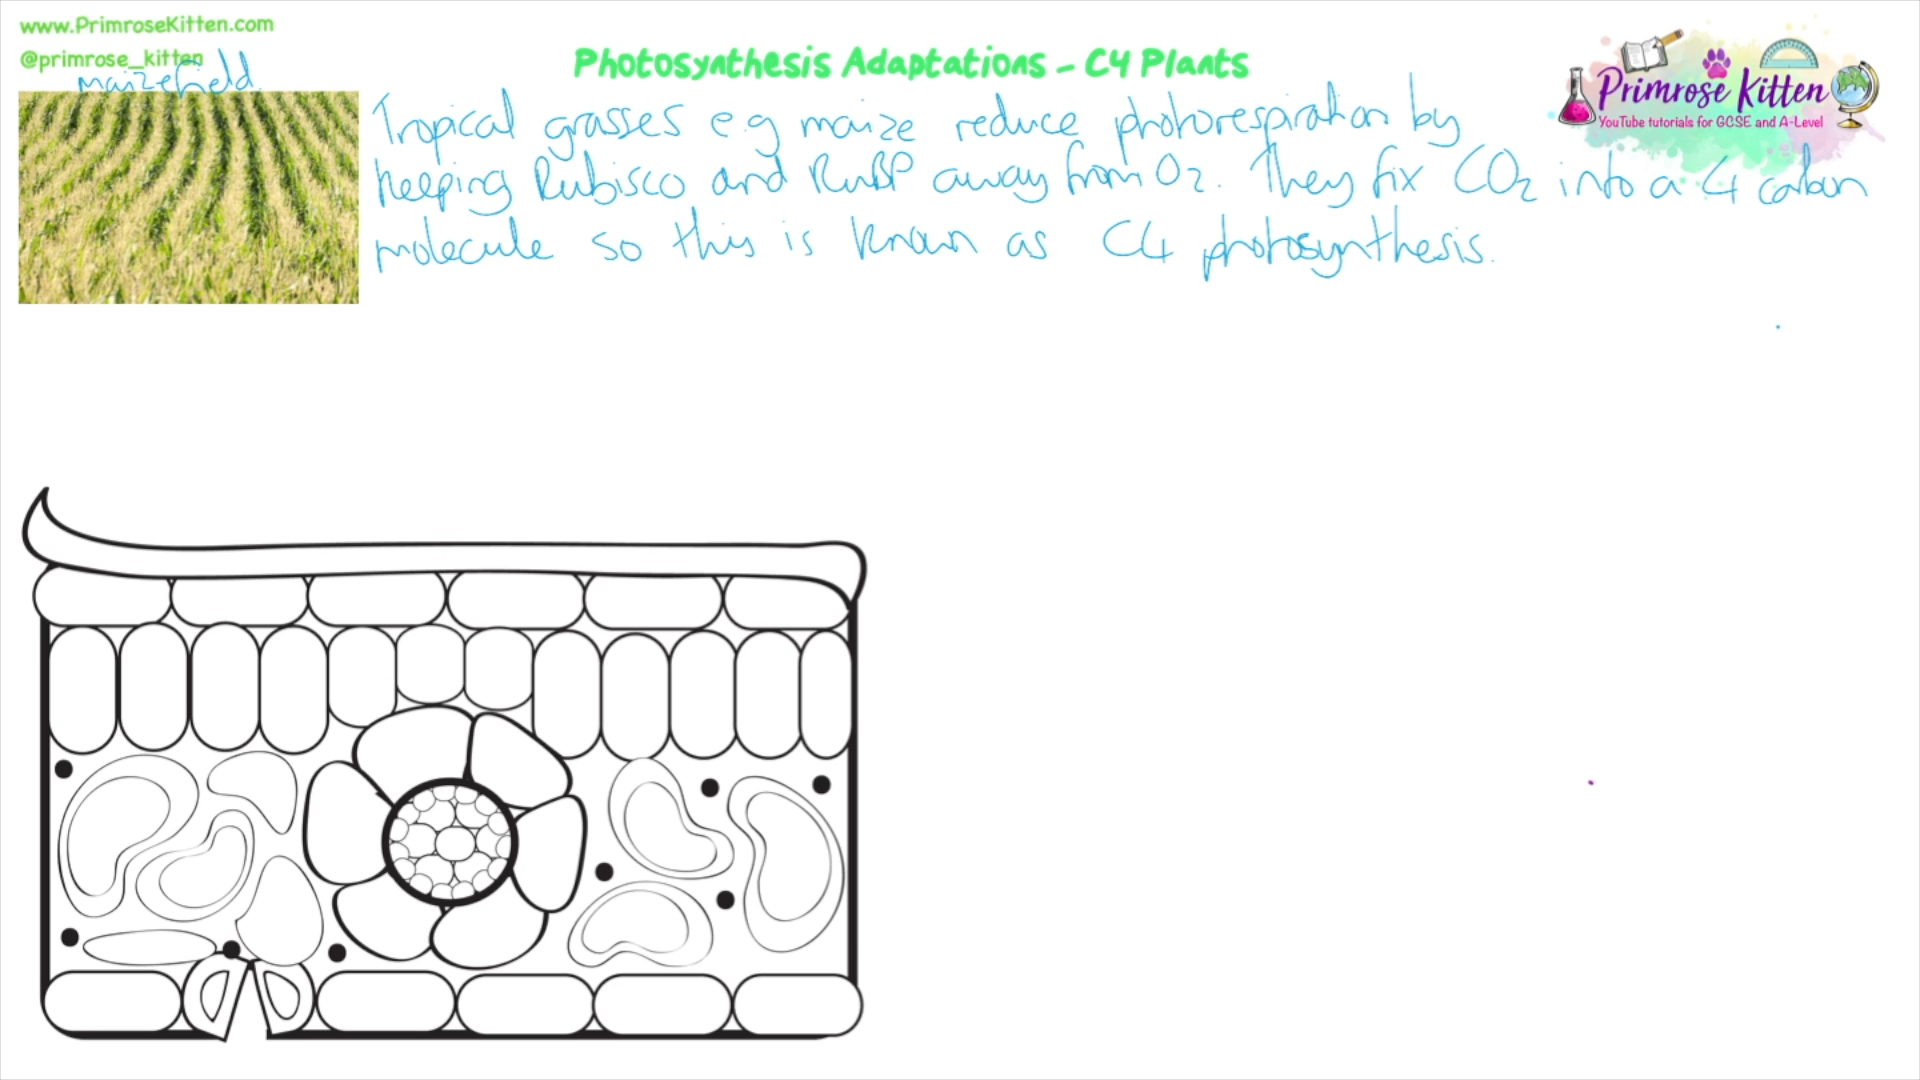 www.PrimroseKitten.com
@primrose_kitten
maize field
Photosynthesis Adaptations - C4 Plants
Primrose Kitten
YouTube tutorials for GCSE and A-Level
Tropical grasses e.g maize reduce photorespiration by
keeping Rubisco and RuBP away from O2. They fix CO2 into a 4 carbon
molecule so this is known as C4 photosynthesis.